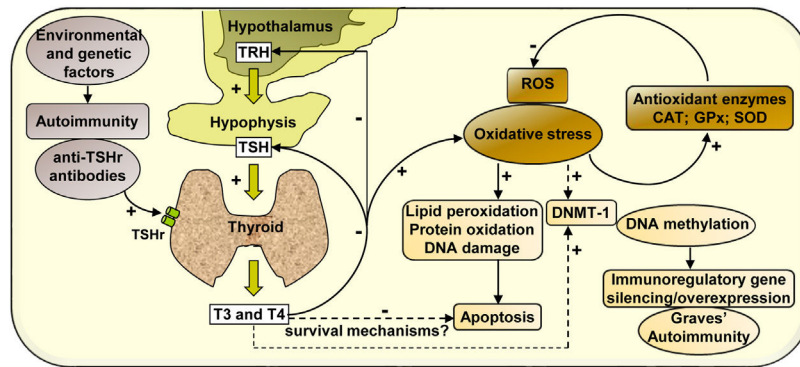 Environmental
and genetic
factors
Autoimmunity
anti-TSHr
antibodies
+
TSHr
Hypothalamus
TRH
+
Hypophysis
TSH
+
Thyroid
T3 and T4
-
-
+
-
survival mechanisms?
-
ROS
Oxidative stress
Antioxidant enzymes
CAT; GPx; SOD
+
+
+
Lipid peroxidation
Protein oxidation
DNA damage
Apoptosis
DNMT-1
+
DNA methylation
Immunoregulatory gene
silencing/overexpression
Graves'
Autoimmunity